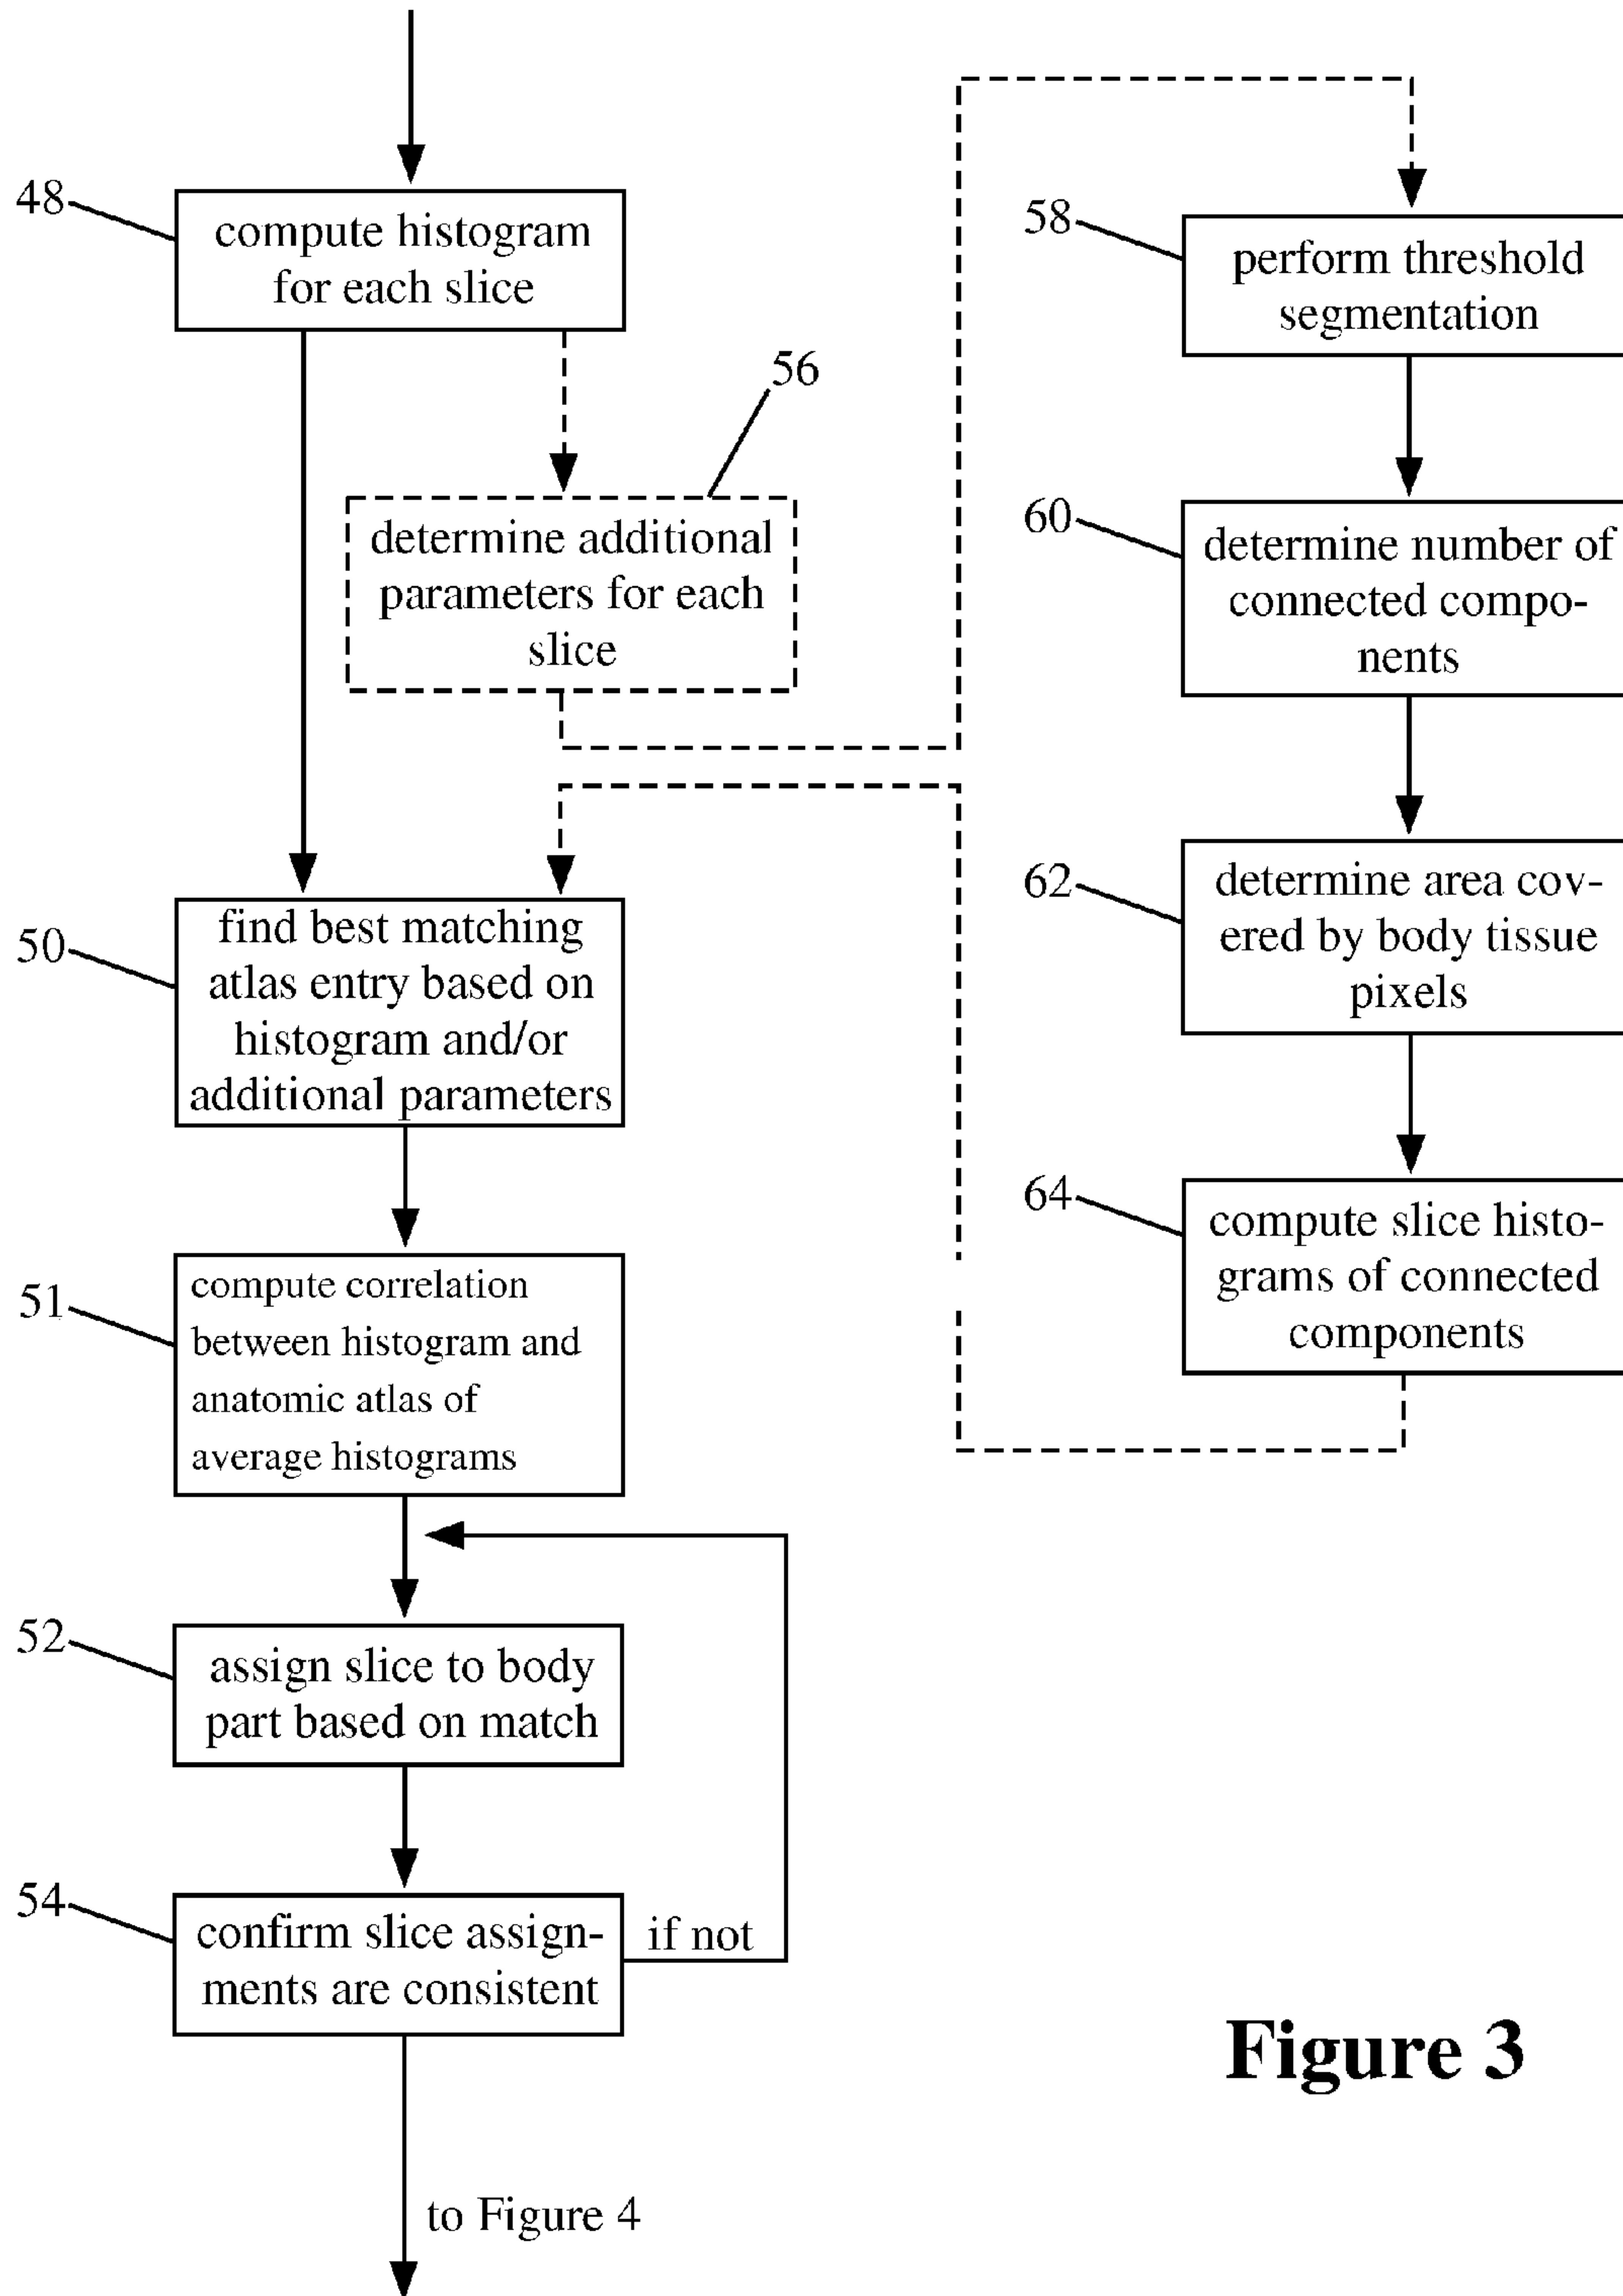 48
compute histogram
for each slice
56
determine additional
parameters for each
slice
50
find best matching
atlas entry based on
histogram and/or
additional parameters
51
compute correlation
between histogram and
anatomic atlas of
average histograms
52
assign slice to body
part based on match
54
confirm slice assign-
ments are consistent
if not
to Figure 4
58
perform threshold
segmentation
60
determine number of
connected compo-
nents
62
determine area cov-
ered by body tissue
pixels
64
compute slice histo-
grams of connected
components
Figure 3